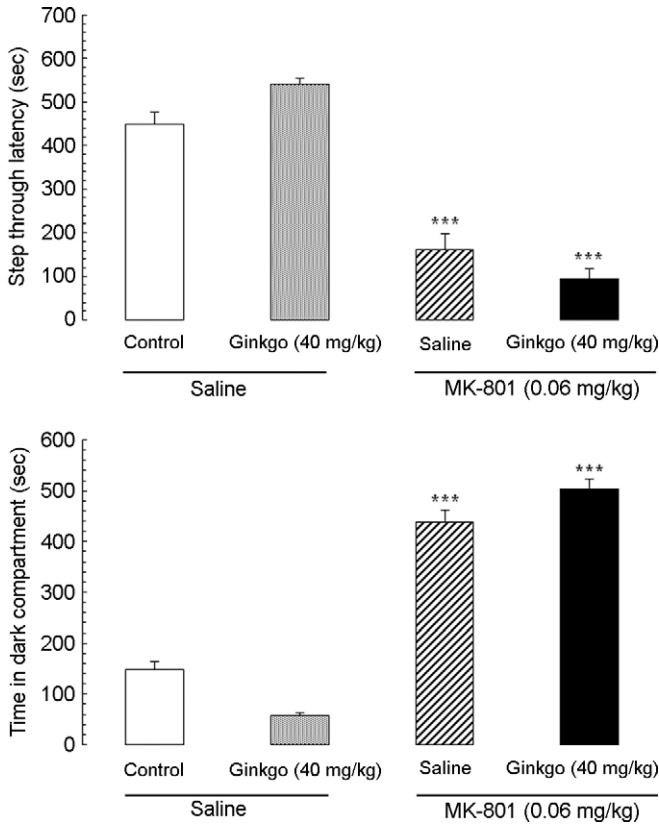 Step through latency (sec)
700
600
500
400
300
200
100
0
***
***
Control
Ginkgo (40 mg/kg)
Saline
Ginkgo (40 mg/kg)
Saline
MK-801 (0.06 mg/kg)
Time in dark compartment (sec)
600
500
400
300
200
100
0
***
***
Control
Ginkgo (40 mg/kg)
Saline
Ginkgo (40 mg/kg)
Saline
MK-801 (0.06 mg/kg)